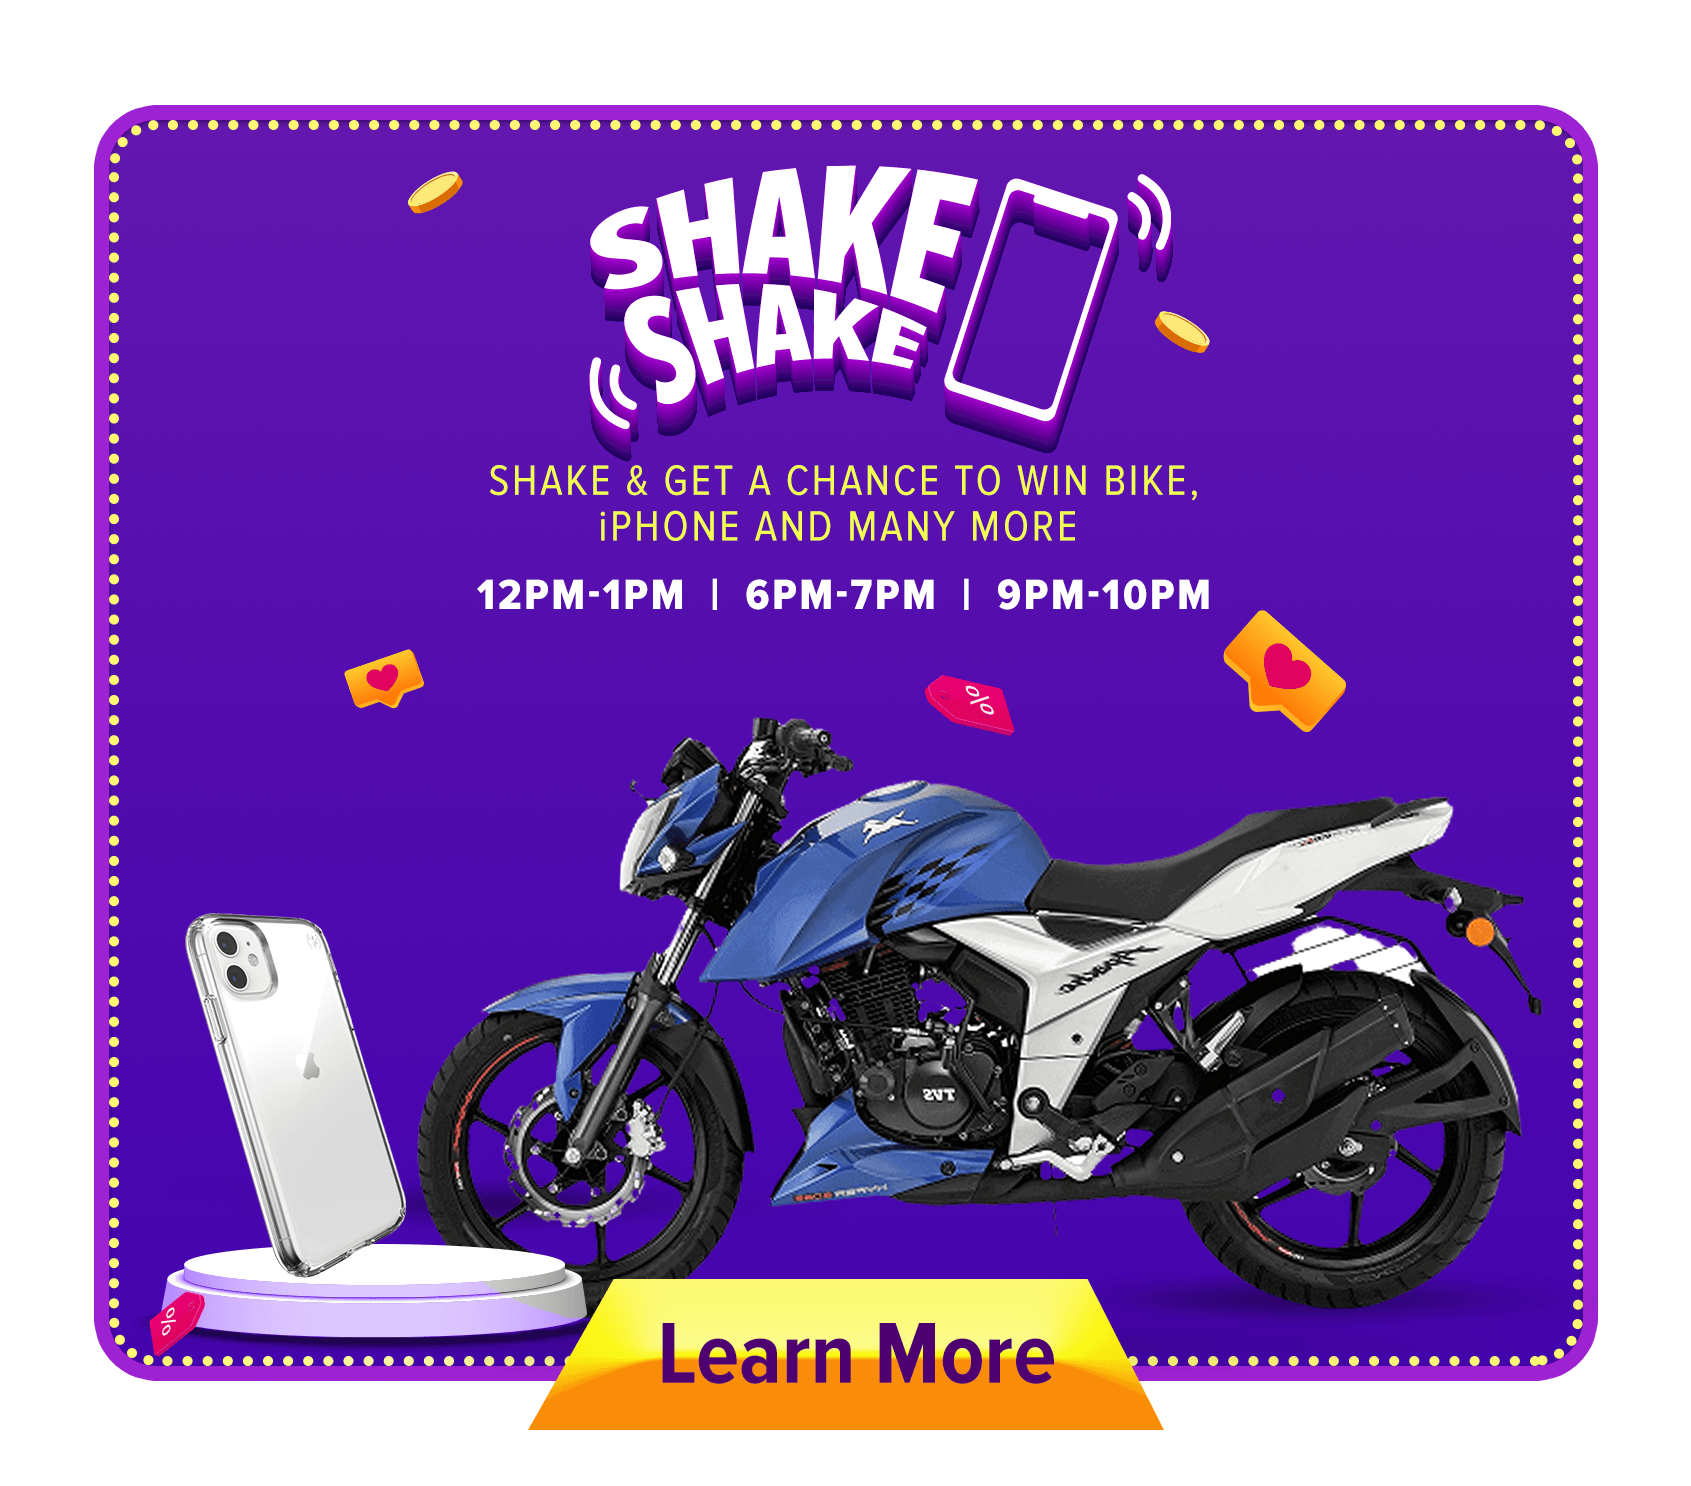 SHAKE
SHAKE
SHAKE & GET A CHANCE TO WIN BIKE,
iPHONE AND MANY MORE
12PM-1PM | 6PM-7PM | 9PM-10PM
%
%
Apache
TVS
Learn More